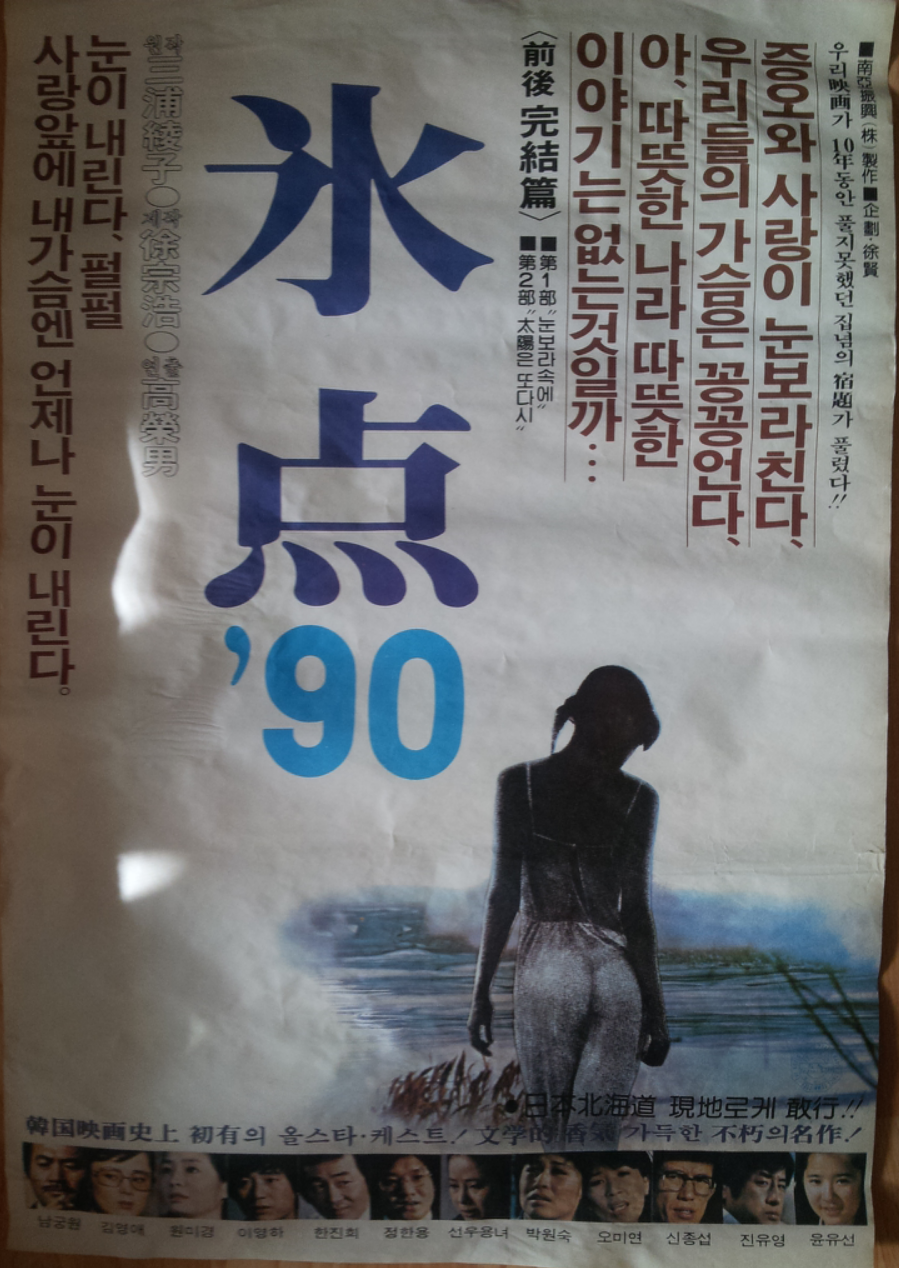 ■南亞振興(株)製作■企劃·徐賢
우리映画가 10年동안 풀지못했던 집념의 宿題가 풀렸다!!
증오와 사랑이 눈보라친다,
우리들의 가슴은 꽁꽁언다,
아, 따뜻한 나라 따뜻한
이야기는 없는것일까…
〈前後 完結篇〉
■第1部 "눈보라속에"
■第2部 "太陽은 또다시"
氷点
'90
원작 三浦綾子●제작 徐宗浩●연출 高榮男
눈이 내린다, 펄펄
사랑앞에 내가슴엔 언제나 눈이 내린다。
●日本北海道 現地로케 敢行!!
韓国映画史上 初有의 올스타·케스트! 文学的 香氣 가득한 不朽의名作!
남궁원 김영애 원미경 이영하 한진희 정한용 선우용녀 박원숙 오미연 신종섭 진유영 윤유선